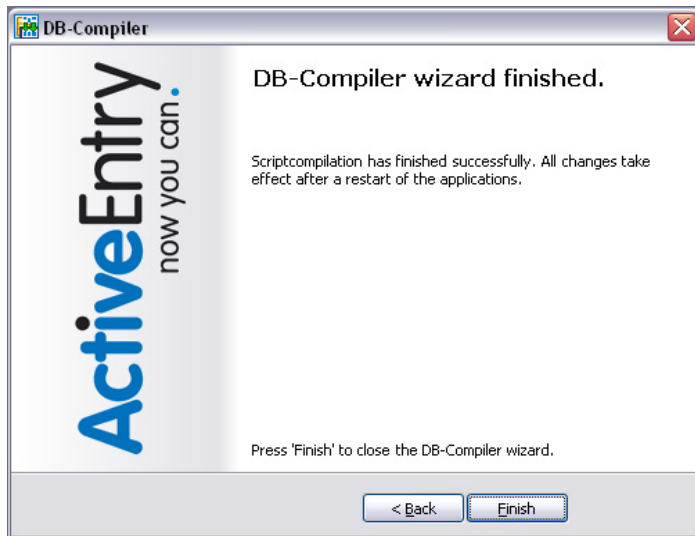 DB-Compiler
ActiveEntry
now you can.
DB-Compiler wizard finished.
Scriptcompilation has finished successfully. All changes take
effect after a restart of the applications.
Press 'Finish' to close the DB-Compiler wizard.
< Back
Finish